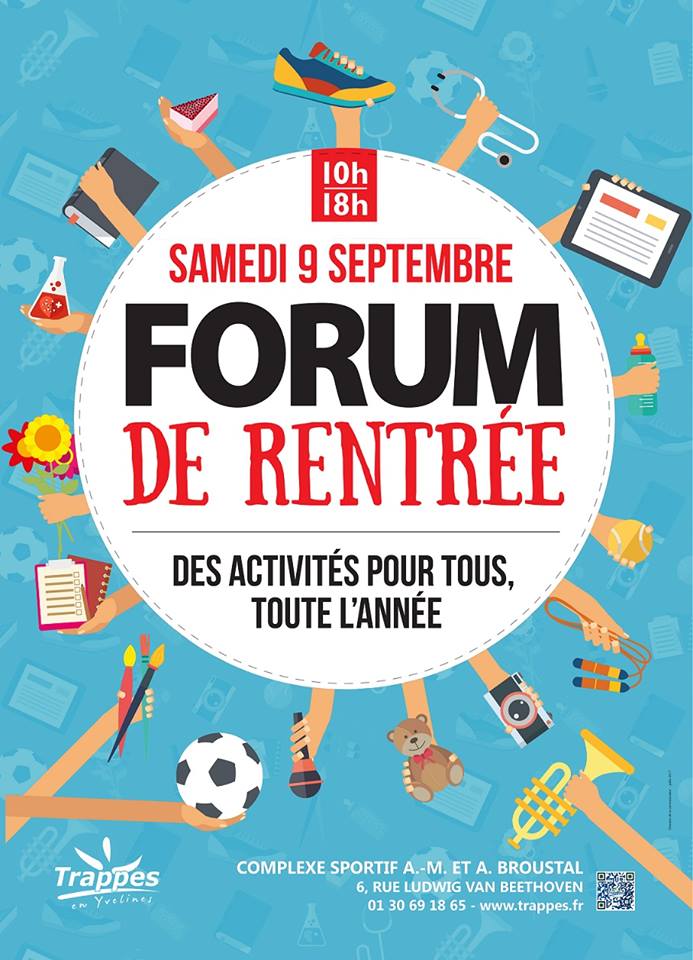 10h
18h
SAMEDI 9 SEPTEMBRE
FORUM
DE RENTRÉE
DES ACTIVITÉS POUR TOUS,
TOUTE L'ANNÉE
Trappes
en Yvelines
COMPLEXE SPORTIF A.-M. ET A. BROUSTAL
6, RUE LUDWIG VAN BEETHOVEN
01 30 69 18 65 - www.trappes.fr